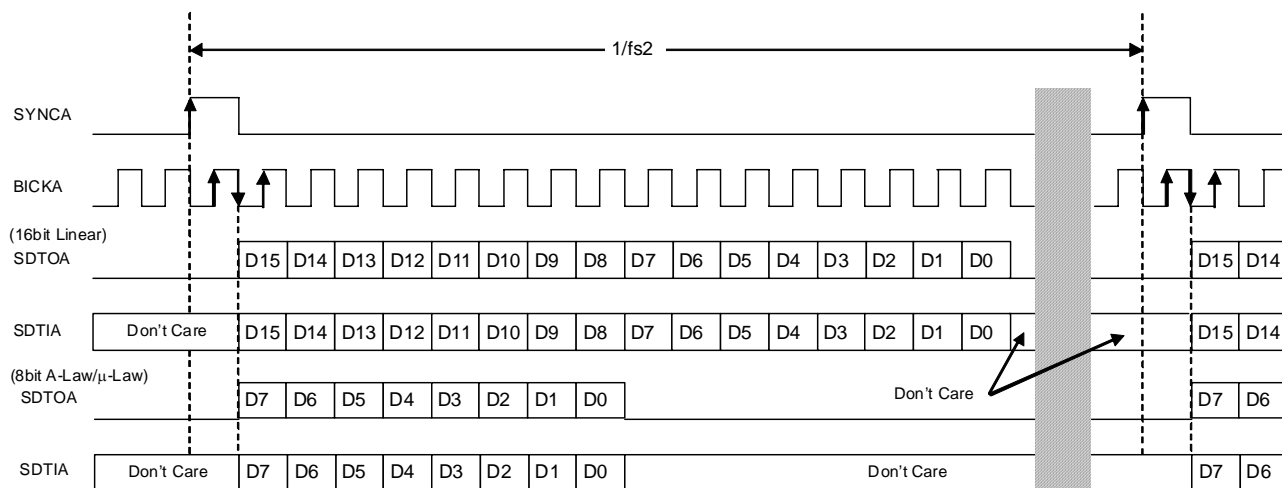 1/fs2
SYNCA
BICKA
(16bit Linear)
SDTOA D15 D14 D13 D12 D11 D10 D9 D8 D7 D6 D5 D4 D3 D2 D1 D0 D15 D14
SDTIA Don't Care D15 D14 D13 D12 D11 D10 D9 D8 D7 D6 D5 D4 D3 D2 D1 D0 D15 D14
(8bit A-Law/μ-Law)
Don't Care
SDTOA D7 D6 D5 D4 D3 D2 D1 D0 D7 D6
SDTIA Don't Care D7 D6 D5 D4 D3 D2 D1 D0 Don't Care D7 D6